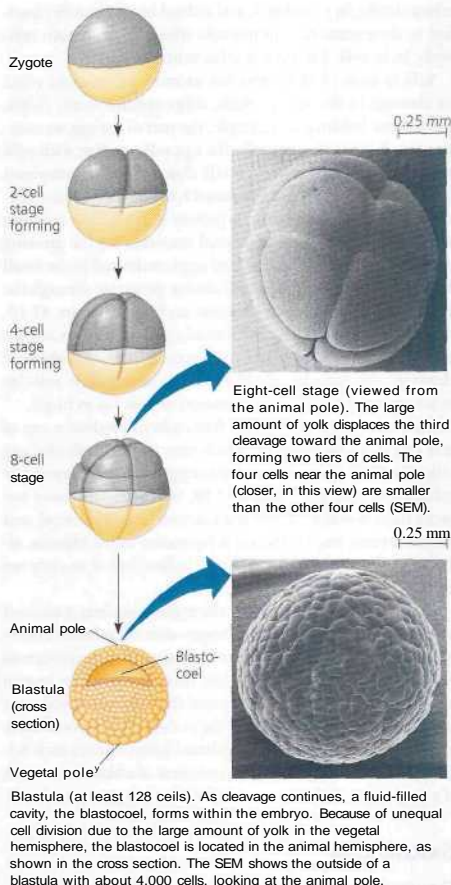 Zygote
0.25 mm
2-cell
stage
forming
4-cell
stage
forming
Eight-cell stage (viewed from
the animal pole). The large
amount of yolk displaces the third
cleavage toward the animal pole,
forming two tiers of cells. The
four cells near the animal pole
(closer, in this view) are smaller
than the other four cells (SEM).
8-cell
stage
0.25 mm
Animal pole
Blasto-
coel
Blastula
(cross
section)
Vegetal pole y
Blastula (at least 128 ceils). As cleavage continues, a fluid-filled
cavity, the blastocoel, forms within the embryo. Because of unequal
cell division due to the large amount of yolk in the vegetal
hemisphere, the blastocoel is located in the animal hemisphere, as
shown in the cross section. The SEM shows the outside of a
blastula with about 4,000 cells, looking at the animal pole.